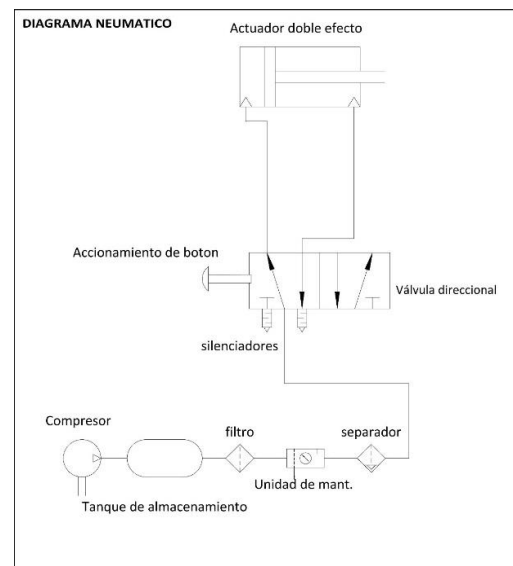 DIAGRAMA NEUMATICO
Actuador doble efecto
Accionamiento de boton
Válvula direccional
silenciadores
Compresor
filtro
separador
Unidad de mant.
Tanque de almacenamiento